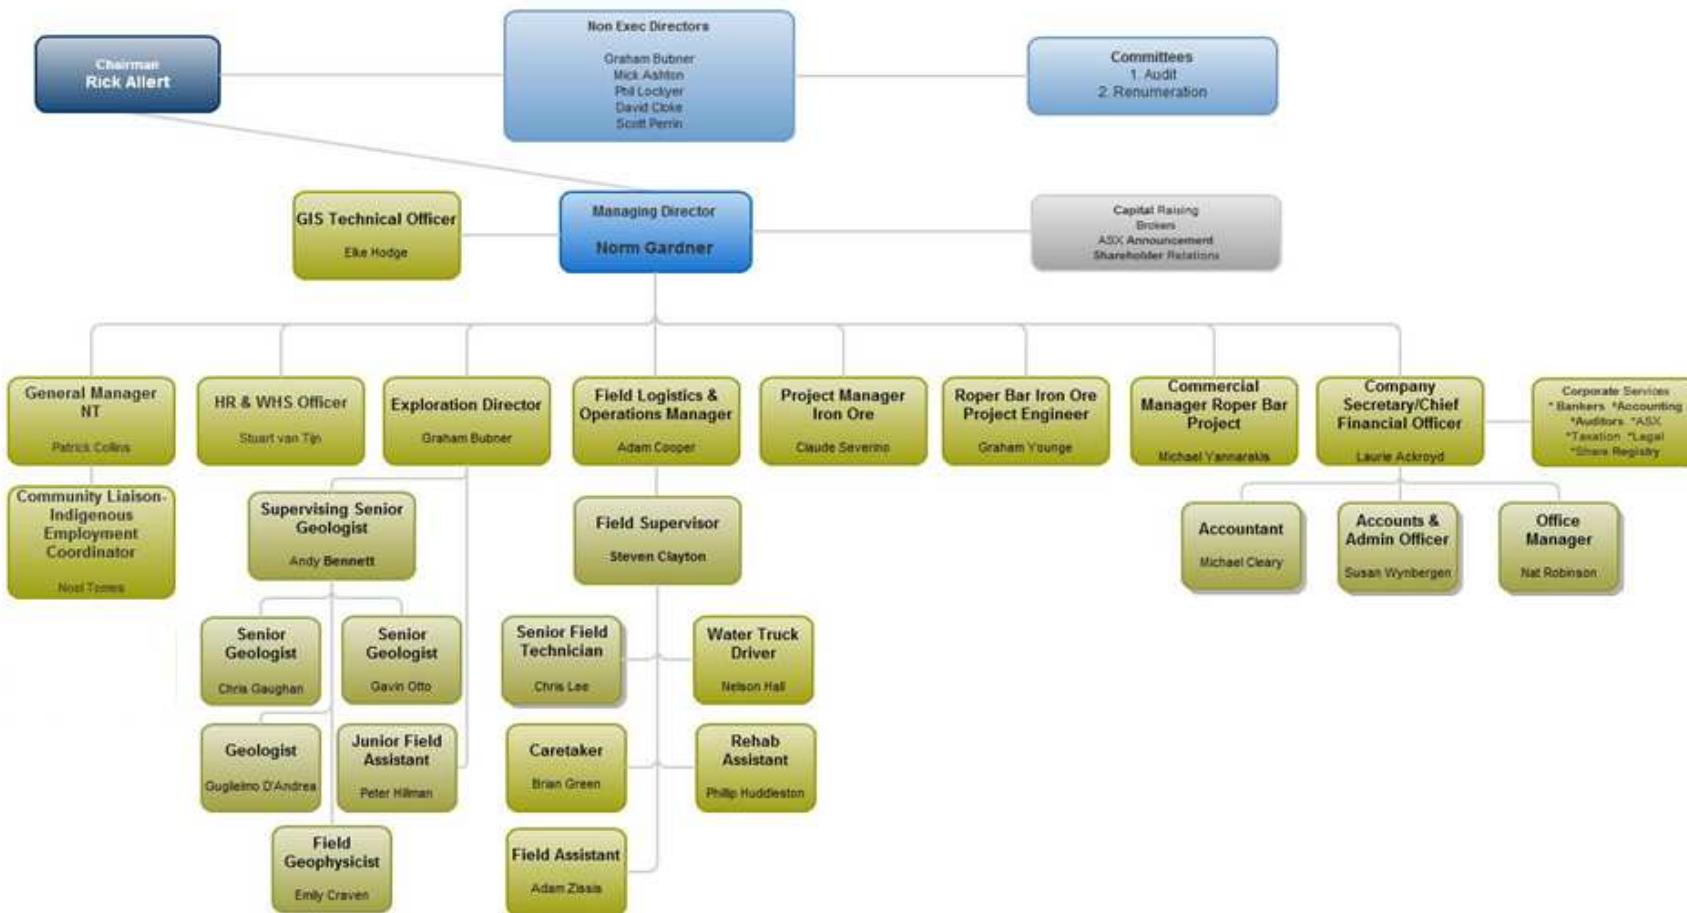 Chairman
Rick Allert
Non Exec Directors
Graham Bubner
Mick Ashton
Phil Lockyer
David Cloke
Scott Perrin
Committees
1. Audit
2. Renumeration
GIS Technical Officer
Elke Hodge
Managing Director
Norm Gardner
Capital Raising
Brokers
ASX Announcement
Shareholder Relations
General Manager
NT
Patrick Collins
HR & WHS Officer
Stuart van Tijn
Exploration Director
Graham Bubner
Field Logistics &
Operations Manager
Adam Cooper
Project Manager
Iron Ore
Claude Severino
Roper Bar Iron Ore
Project Engineer
Graham Younge
Commercial
Manager Roper Bar
Project
Michael Yannarakis
Company
Secretary/Chief
Financial Officer
Laurie Ackroyd
Corporate Services
* Bankers *Accounting
*Auditors *ASX
*Taxation *Legal
*Share Registry
Community Liaison-
Indigenous
Employment
Coordinator
Noel
Supervising Senior
Geologist
Andy Bennett
Field Supervisor
Steven Clayton
Accountant
Michael Cleary
Accounts &
Admin Officer
Susan Wynbergen
Office
Manager
Nat Robinson
Senior
Geologist
Chris Gaughan
Senior
Geologist
Gavin Otto
Senior Field
Technician
Chris Lee
Water Truck
Driver
Nelson Hall
Geologist
Guglielmo D'Andrea
Junior Field
Assistant
Peter Hillman
Caretaker
Brian Green
Rehab
Assistant
Phillip Huddleston
Field
Geophysicist
Emily Craven
Field Assistant
Adam Zissis